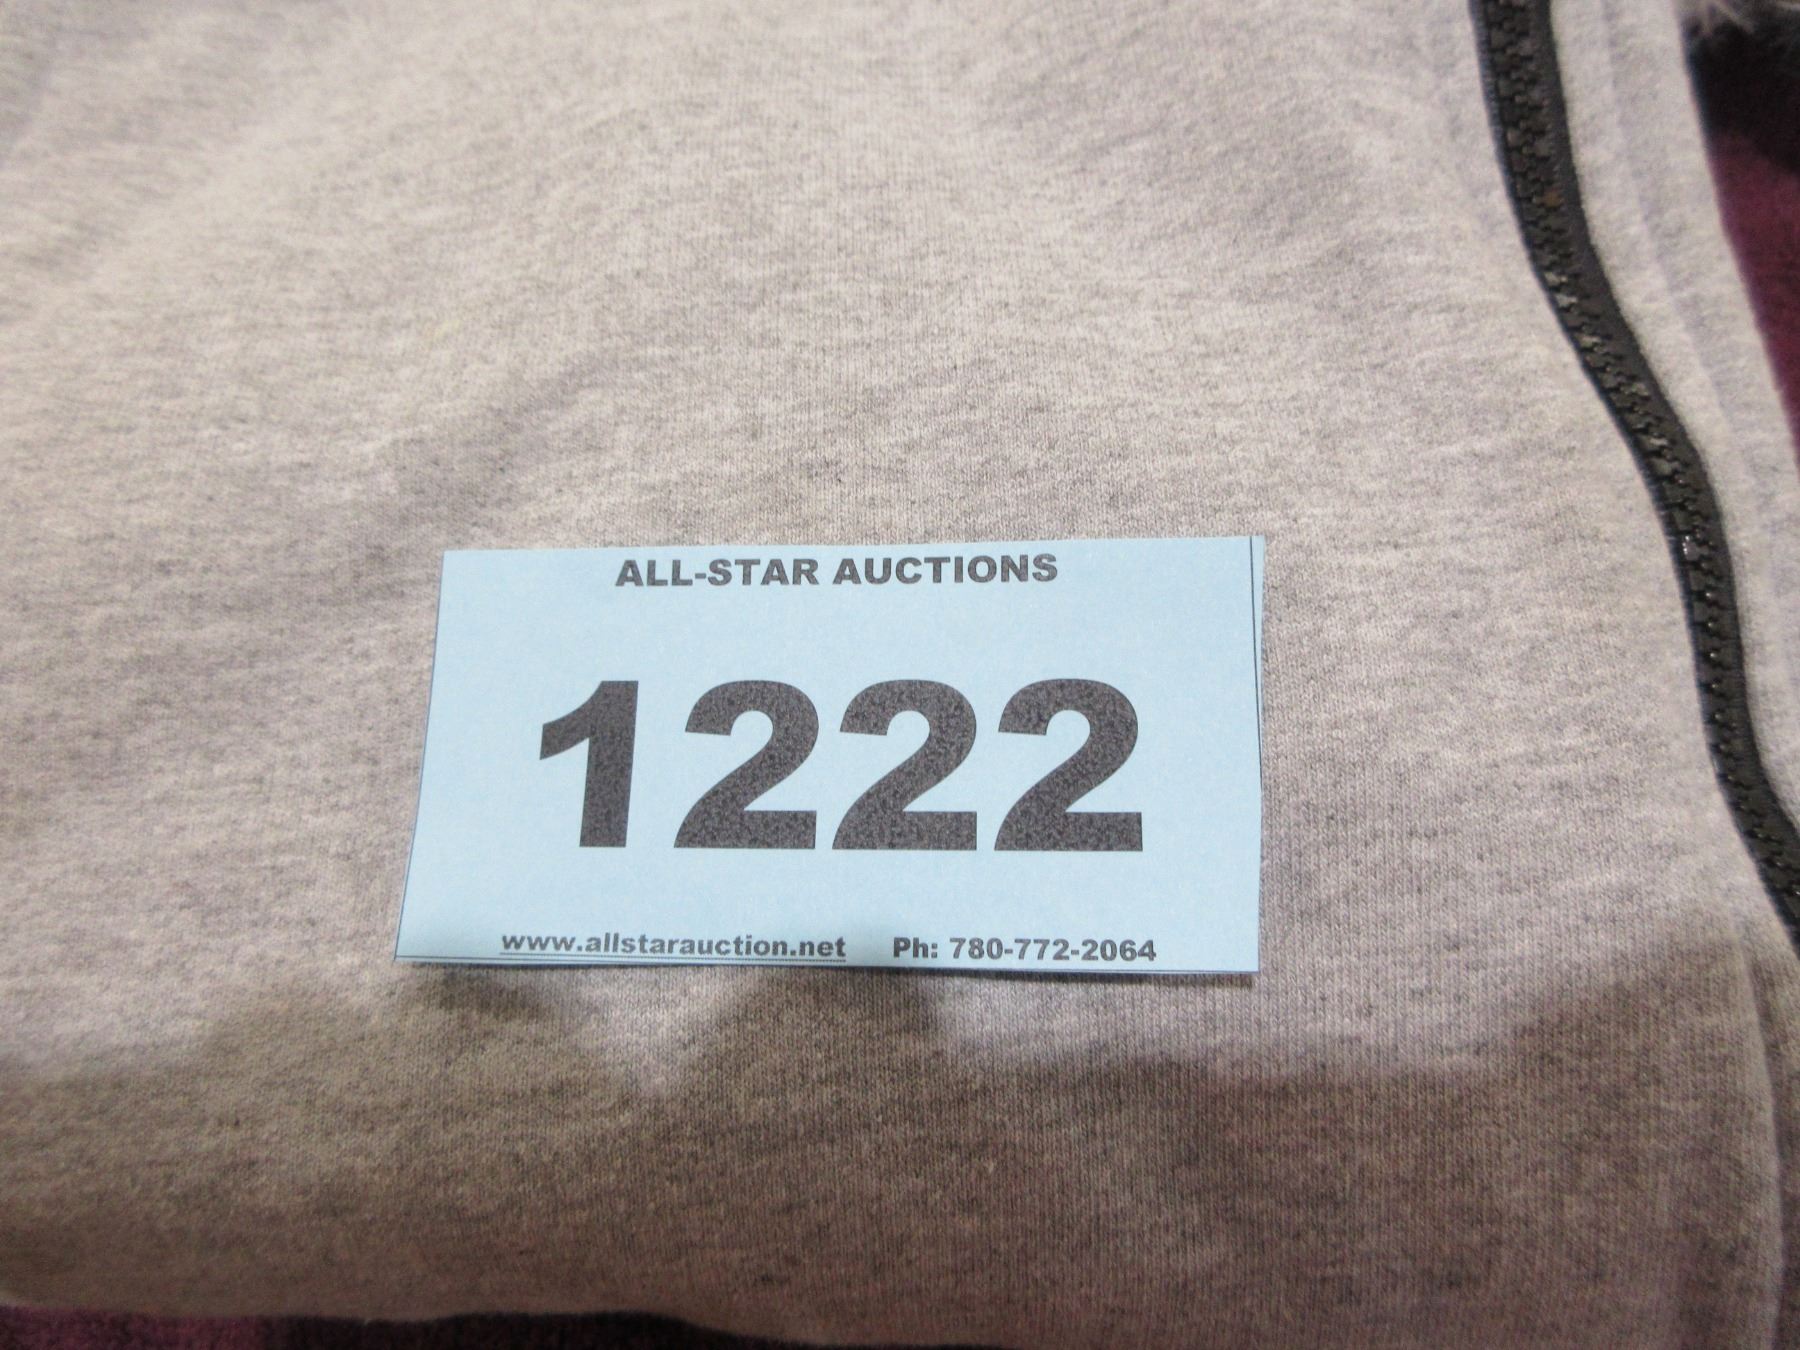 ALL-STAR AUCTIONS
1222
www.allstarauction.net Ph: 780-772-2064